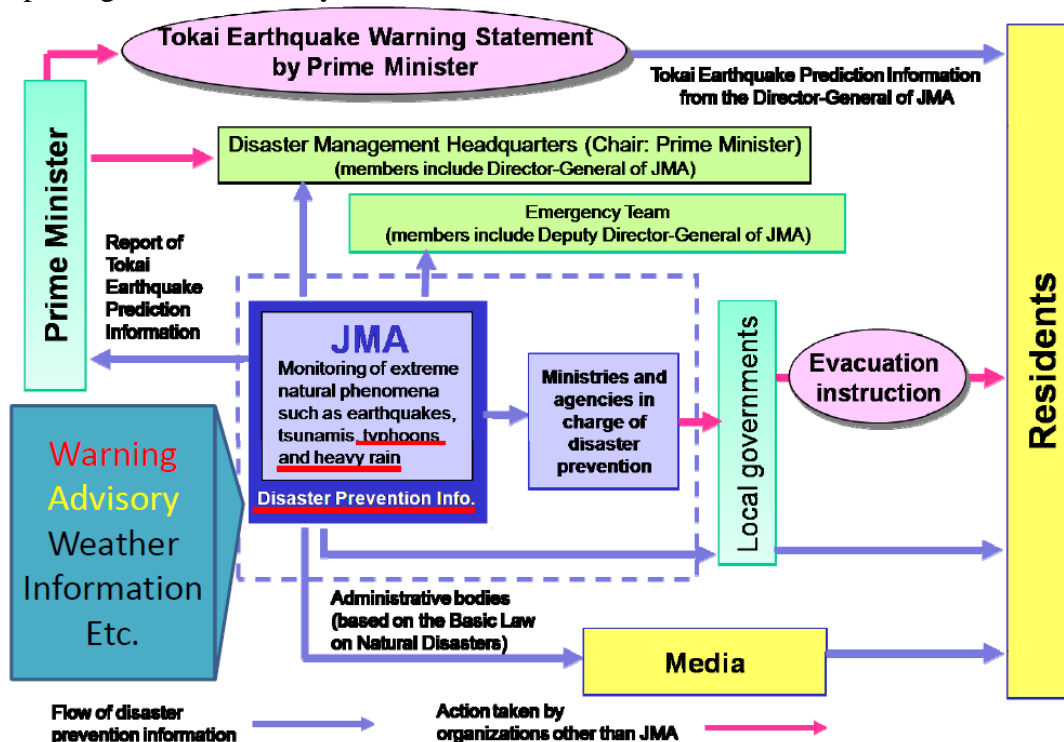 Tokai Earthquake Warning Statement
by Prime Minister
Tokai Earthquake Prediction Information
from the Director-General of JMA
Prime Minister
Disaster Management Headquarters (Chair: Prime Minister)
(members include Director-General of JMA)
Emergency Team
(members include Deputy Director-General of JMA)
Report of
Tokai
Earthquake
Prediction
Information
JMA
Monitoring of extreme
natural phenomena
such as earthquakes,
tsunamis, typhoons
and heavy rain
Disaster Prevention Info.
Ministries and
agencies in
charge of
disaster
prevention
Local governments
Evacuation
instruction
Residents
Warning
Advisory
Weather
Information
Etc.
Administrative bodies
(based on the Basic Law
on Natural Disasters)
Media
Flow of disaster
prevention information
Action taken by
organizations other than JMA